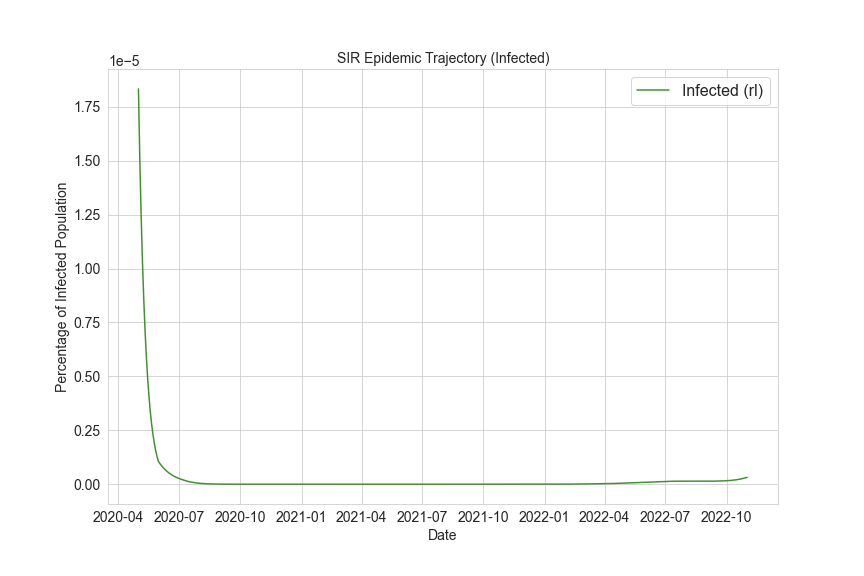 SIR Epidemic Trajectory (Infected)
1e−5
Infected (rI)
1.75
1.50
1.25
1.00
0.75
0.50
0.25
0.00
Percentage of Infected Population
2020-04 2020-07 2020-10 2021-01 2021-04 2021-07 2021-10 2022-01 2022-04 2022-07 2022-10
Date